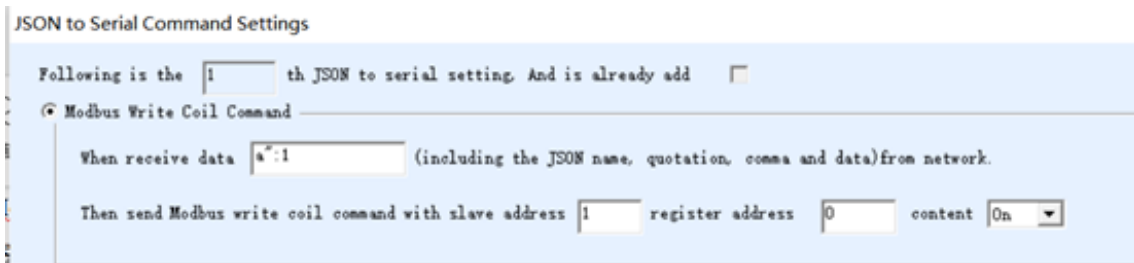 JSON to Serial Command Settings
Following is the 1 th JSON to serial setting, And is already add
Modbus Write Coil Command
When receive data a":1 (including the JSON name, quotation, comma and data)from network.
Then send Modbus write coil command with slave address 1 register address 0 content On